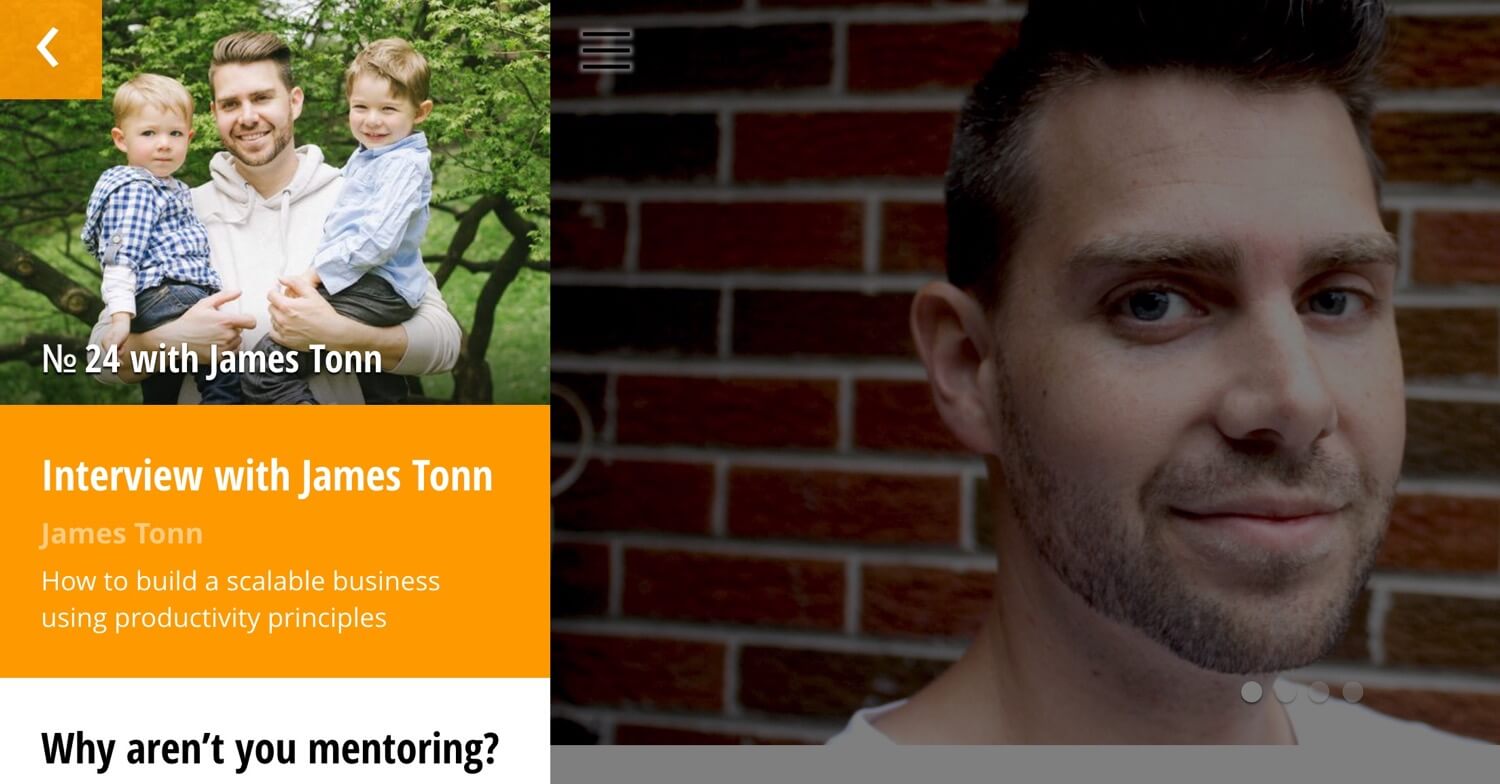 № 24 with James Tonn
Interview with James Tonn
James Tonn
How to build a scalable business
using productivity principles
Why aren’t you mentoring?